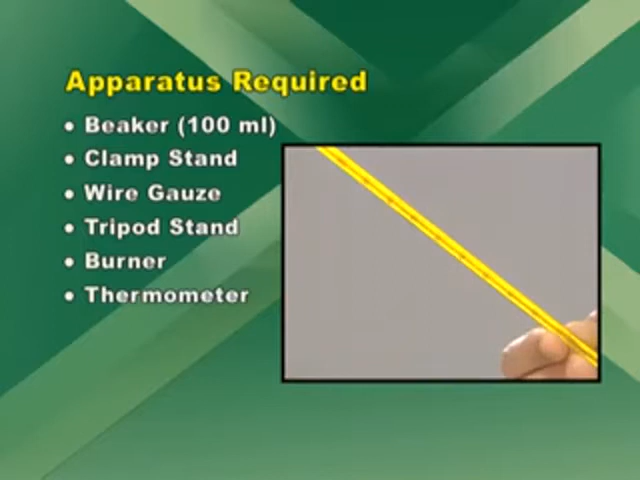 Apparatus Required
• Beaker (100 ml)
• Clamp Stand
• Wire Gauze
• Tripod Stand
• Burner
• Thermometer